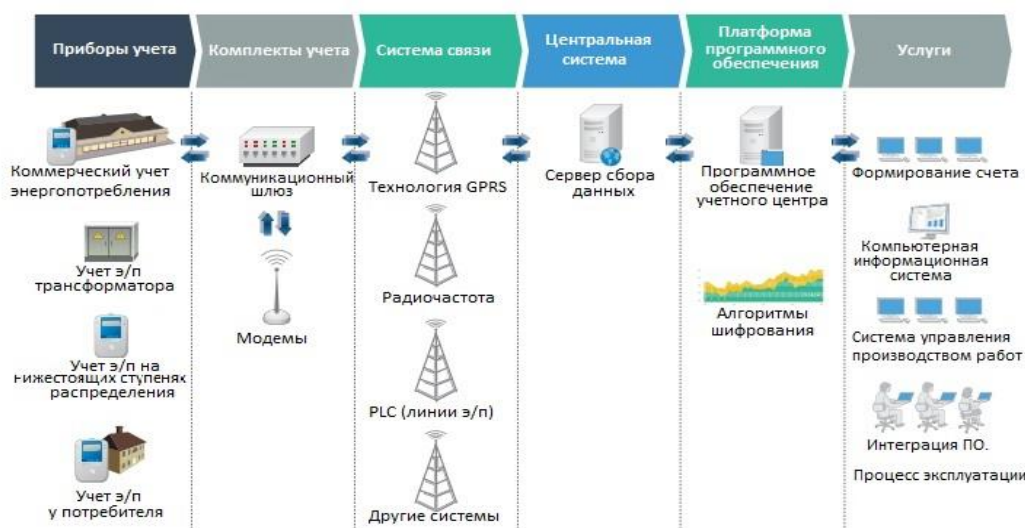 Приборы учета
Комплекты учета
Система связи
Центральная
система
Платформа
программного
обеспечения
Услуги
Коммерческий учет
энергопотребления
Учет э/п
трансформатора
Учет э/п на
нижестоящих ступенях
распределения
Учет э/п
у потребителя
Коммуникационный
шлюз
Модемы
Технология GPRS
Радиочастота
PLC (линии э/п)
Другие системы
Сервер сбора
данных
Программное
обеспечение
учетного центра
Алгоритмы
шифрования
Формирование счета
Компьютерная
информационная
система
Система управления
производством работ
Интеграция ПО.
Процесс эксплуатации